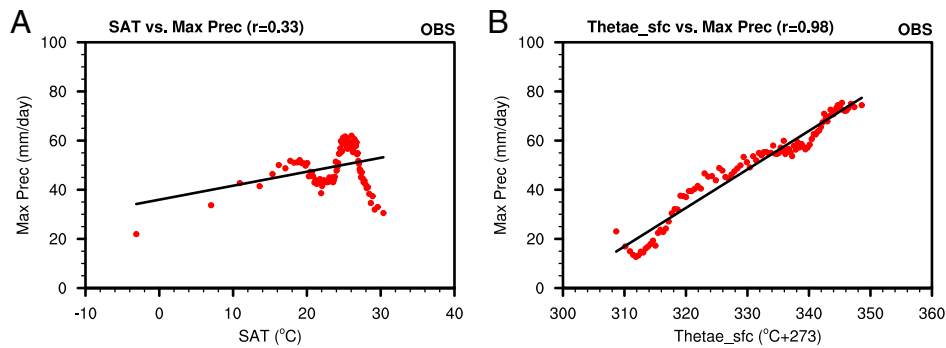 A
SAT vs. Max Prec (r=0.33) OBS
Max Prec (mm/day)
100
80
60
40
20
0
-10 0 10 20 30 40
SAT (°C)
B
Thetae_sfc vs. Max Prec (r=0.98) OBS
Max Prec (mm/day)
100
80
60
40
20
0
300 310 320 330 340 350 360
Thetae_sfc (°C+273)